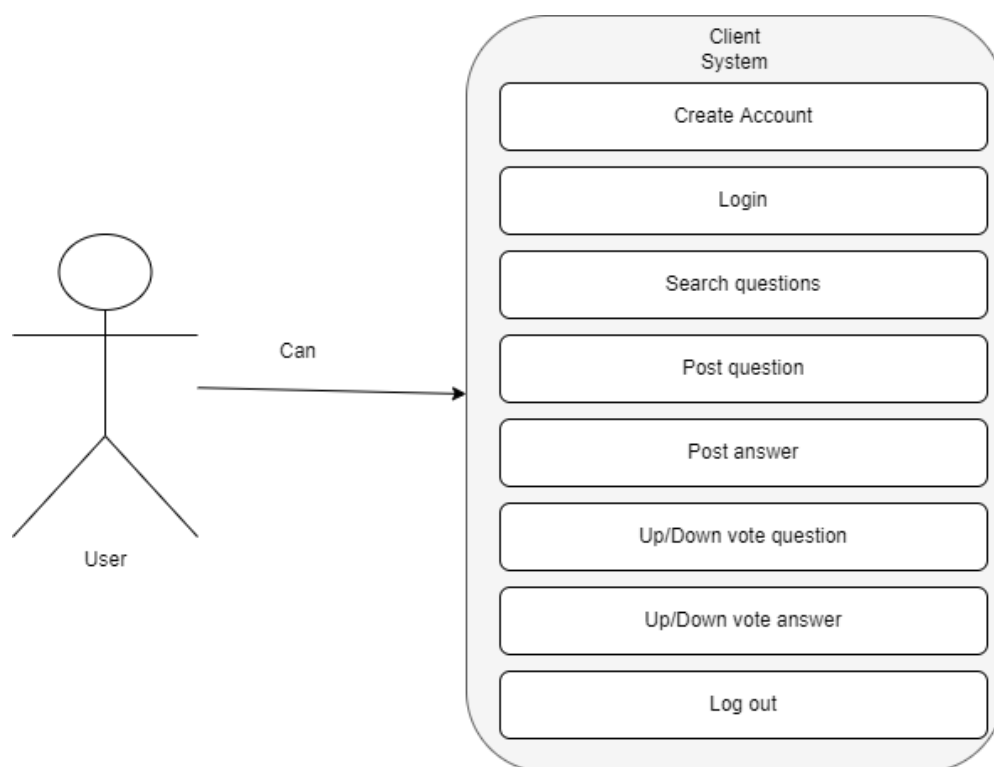 Client
System
Create Account
Login
Search questions
Can
Post question
Post answer
Up/Down vote question
User
Up/Down vote answer
Log out